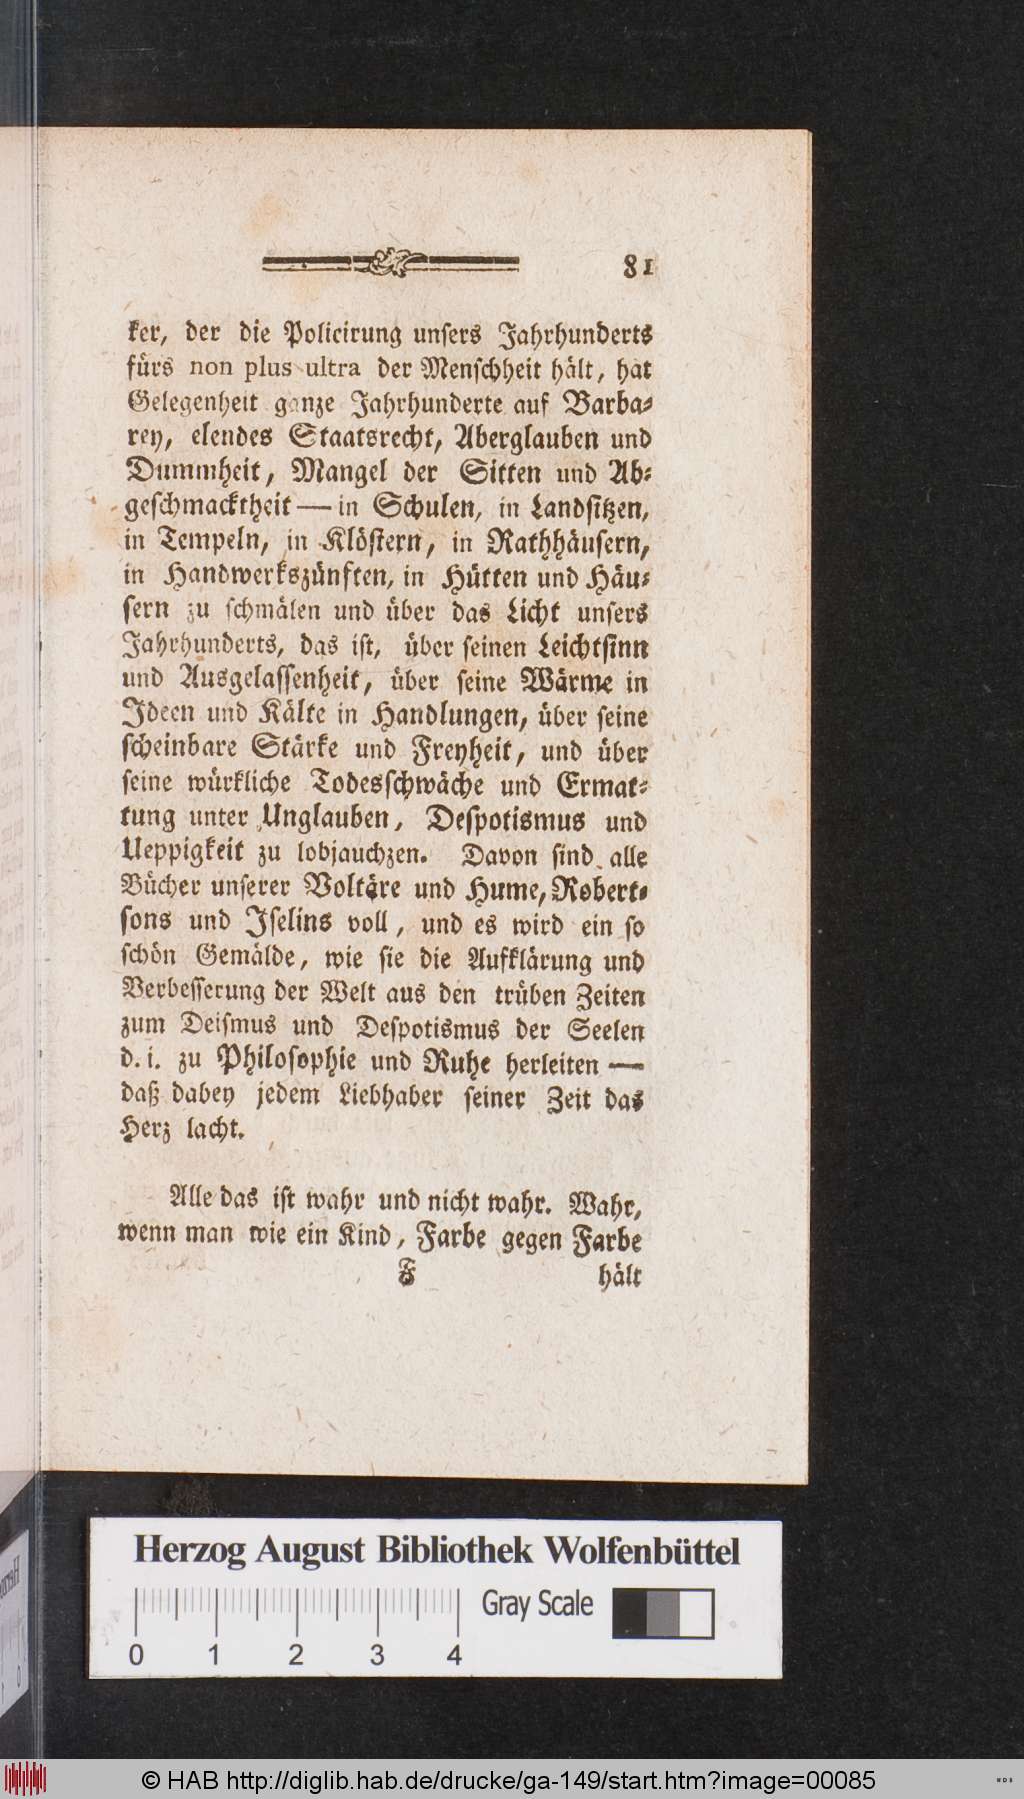 81
ker, der die Policirung unsers Jahrhunderts
fürs non plus ultra der Menschheit hält, hat
Gelegenheit ganze Jahrhunderte auf Barba-
rey, elendes Staatsrecht, Aberglauben und
Dummheit, Mangel der Sitten und Ab-
geschmacktheit — in Schulen, in Landsitzen,
in Tempeln, in Klöstern, in Rathhäusern,
in Handwerkszünften, in Hütten und Häu-
sern zu schmälen und über das Licht unsers
Jahrhunderts, das ist, über seinen Leichtsinn
und Ausgelassenheit, über seine Wärme in
Ideen und Kälte in Handlungen, über seine
scheinbare Stärke und Freyheit, und über
seine würkliche Todesschwäche und Ermat-
tung unter Unglauben, Despotismus und
Ueppigkeit zu lobjauchzen. Davon sind alle
Bücher unserer Voltäre und Hume, Robert-
sons und Iselins voll, und es wird ein so
schön Gemälde, wie sie die Aufklärung und
Verbesserung der Welt aus den trüben Zeiten
zum Deismus und Despotismus der Seelen
d. i. zu Philosophie und Ruhe herleiten —
daß dabey jedem Liebhaber seiner Zeit das
Herz lacht.
Alle das ist wahr und nicht wahr. Wahr,
wenn man wie ein Kind, Farbe gegen Farbe
F hält
Herzog August Bibliothek Wolfenbüttel
Gray Scale
0 1 2 3 4
© HAB http://diglib.hab.de/drucke/ga-149/start.htm?image=00085